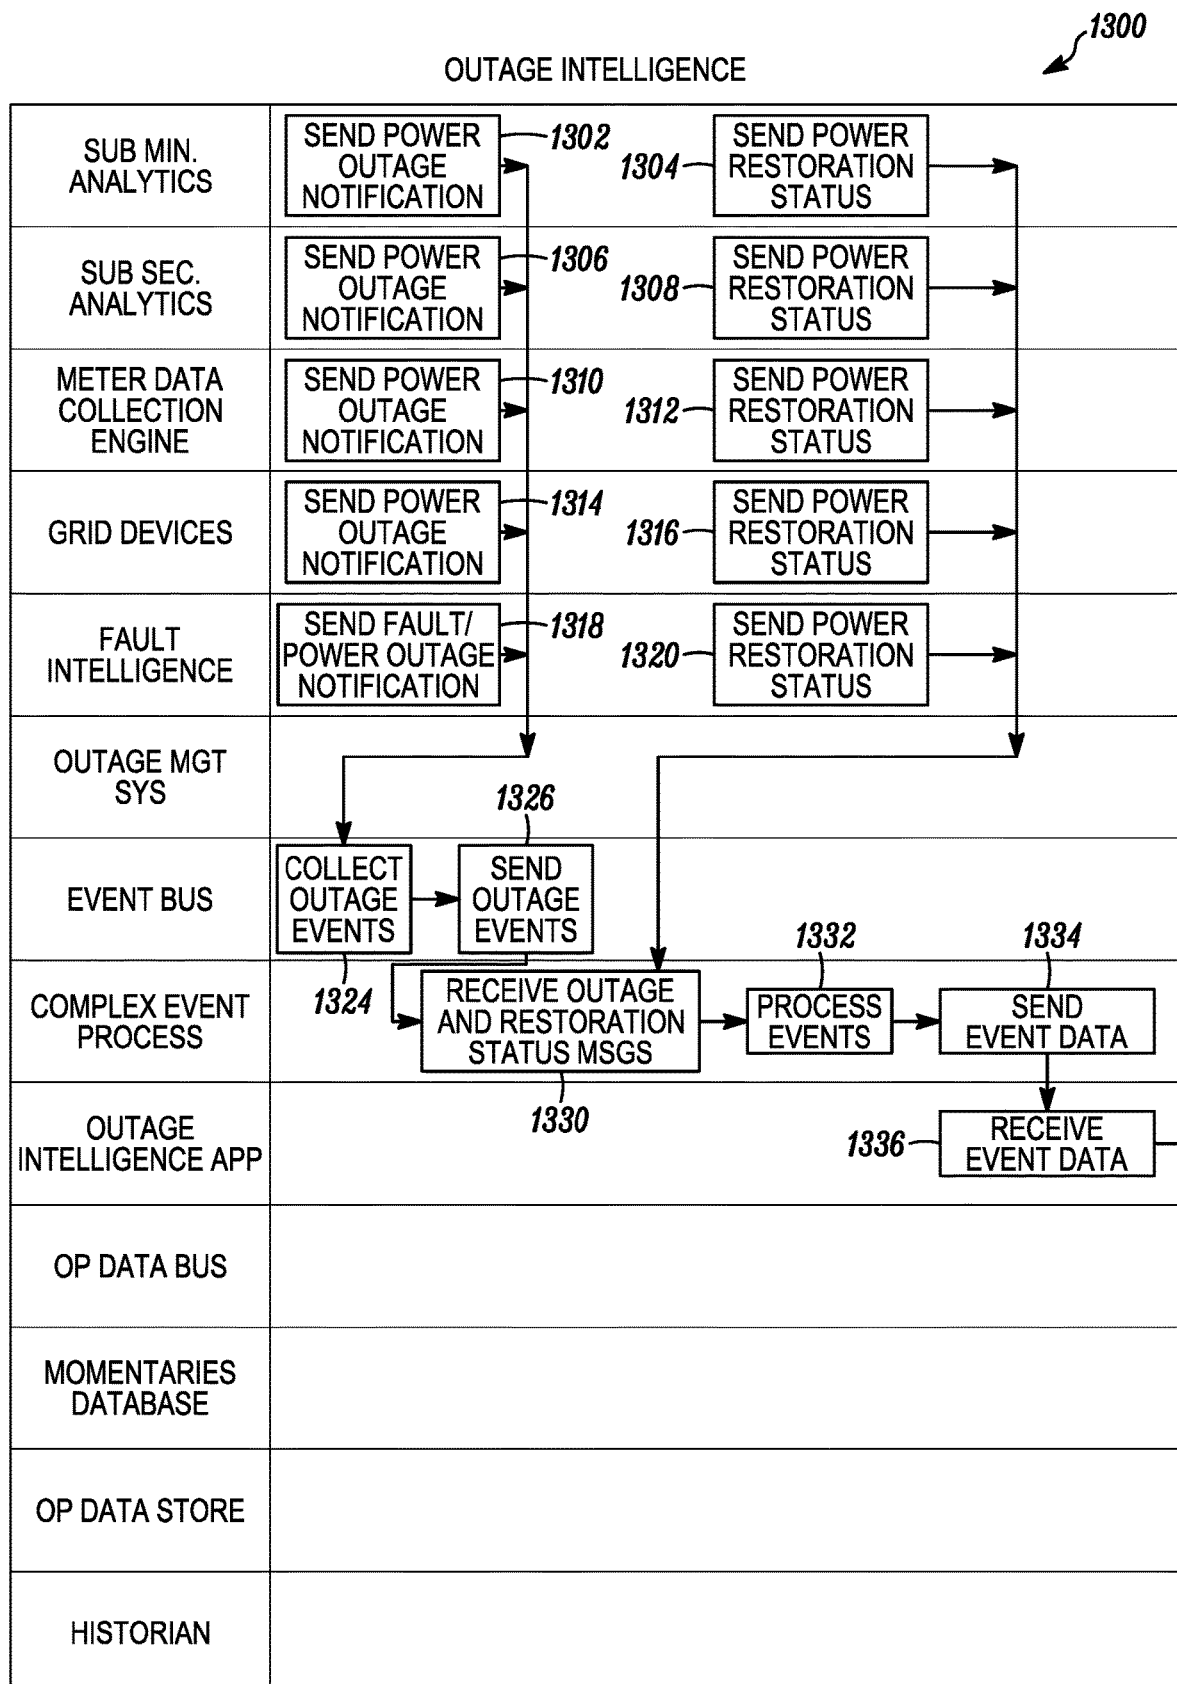 1300
OUTAGE INTELLIGENCE
SUB MIN.
ANALYTICS
SEND POWER
OUTAGE
NOTIFICATION
1302
1304
SEND POWER
RESTORATION
STATUS
SUB SEC.
ANALYTICS
SEND POWER
OUTAGE
NOTIFICATION
1306
1308
SEND POWER
RESTORATION
STATUS
METER DATA
COLLECTION
ENGINE
SEND POWER
OUTAGE
NOTIFICATION
1310
1312
SEND POWER
RESTORATION
STATUS
GRID DEVICES
SEND POWER
OUTAGE
NOTIFICATION
1314
1316
SEND POWER
RESTORATION
STATUS
FAULT
INTELLIGENCE
SEND FAULT/
POWER OUTAGE
NOTIFICATION
1318
1320
SEND POWER
RESTORATION
STATUS
OUTAGE MGT
SYS
EVENT BUS
COLLECT
OUTAGE
EVENTS
1324
1326
SEND
OUTAGE
EVENTS
COMPLEX EVENT
PROCESS
RECEIVE OUTAGE
AND RESTORATION
STATUS MSGS
1330
1332
PROCESS
EVENTS
1334
SEND
EVENT DATA
OUTAGE
INTELLIGENCE APP
1336
RECEIVE
EVENT DATA
OP DATA BUS
MOMENTARIES
DATABASE
OP DATA STORE
HISTORIAN